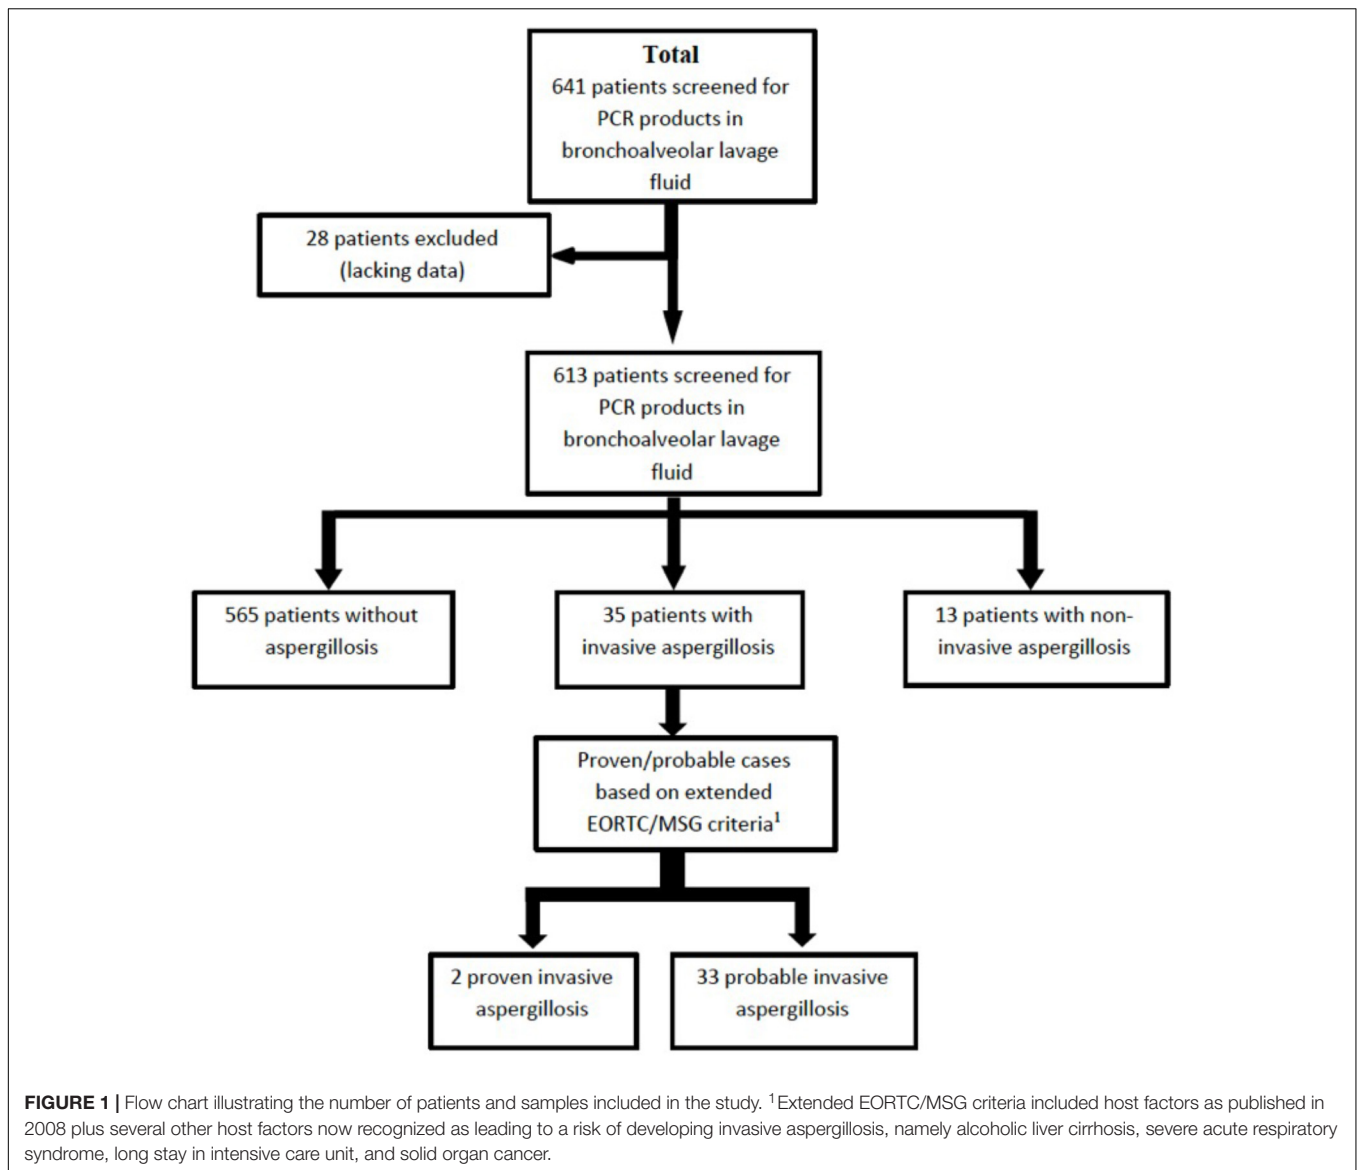 Total
641 patients screened for
PCR products in
bronchoalveolar lavage
fluid
28 patients excluded
(lacking data)
613 patients screened for
PCR products in
bronchoalveolar lavage
fluid
565 patients without
aspergillosis
35 patients with
invasive aspergillosis
13 patients with non-
invasive aspergillosis
Proven/probable cases
based on extended
EORTC/MSG criteria¹
2 proven invasive
aspergillosis
33 probable invasive
aspergillosis
FIGURE 1 | Flow chart illustrating the number of patients and samples included in the study. ¹Extended EORTC/MSG criteria included host factors as published in
2008 plus several other host factors now recognized as leading to a risk of developing invasive aspergillosis, namely alcoholic liver cirrhosis, severe acute respiratory
syndrome, long stay in intensive care unit, and solid organ cancer.